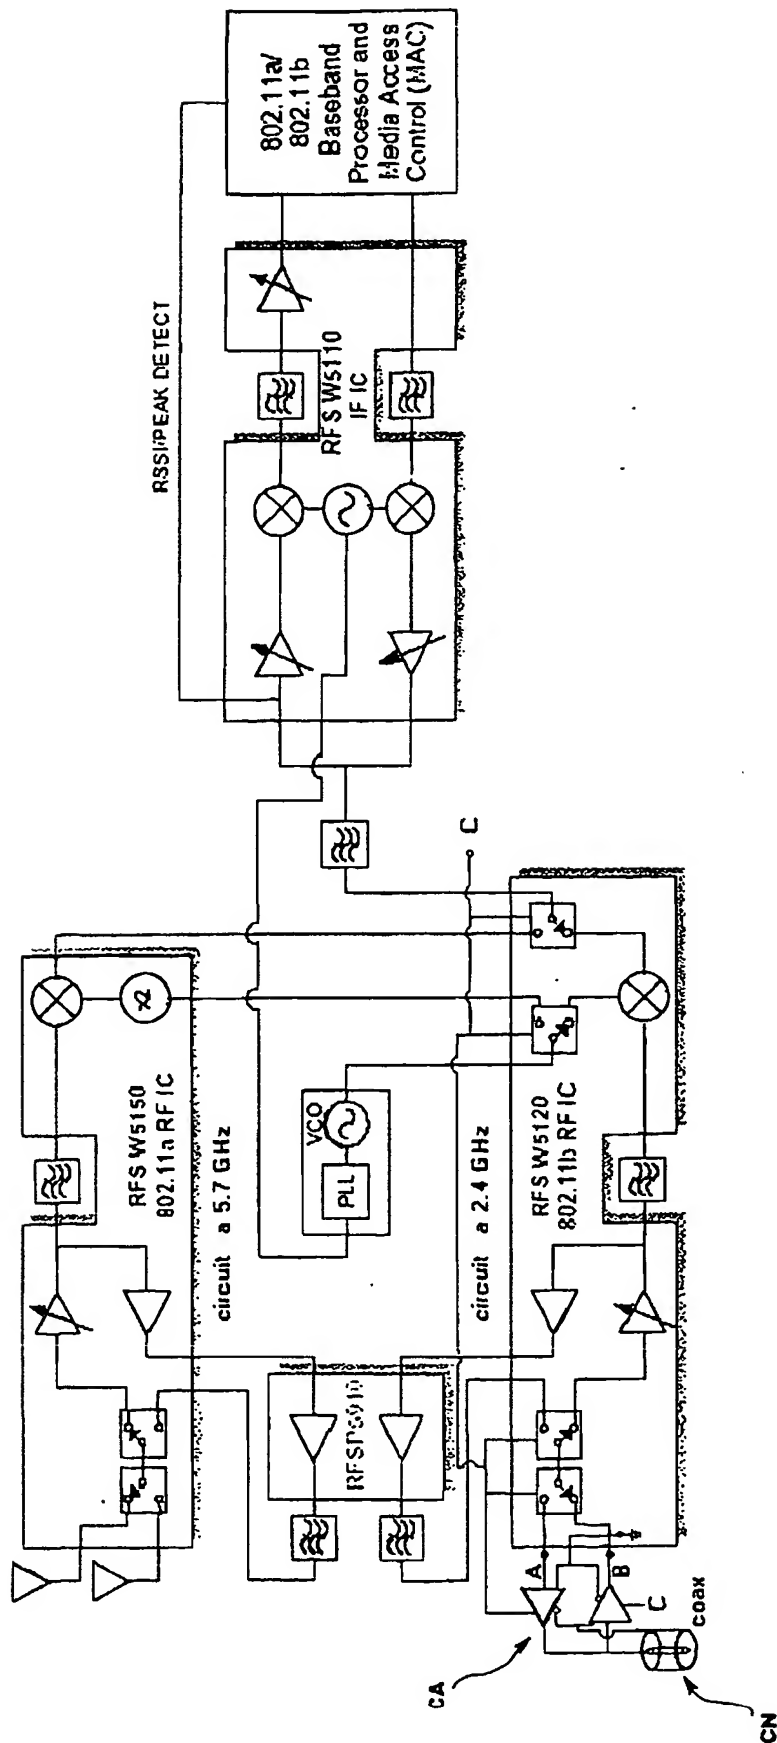 802.11a/
802.11b
Baseband
Processor and
Media Access
Control (MAC)
RSSI/PEAK DETECT
RFS W5110
IF IC
C
RFS W5150
802.11a RF IC
circuit a 5.7 GHz
VCO
PLL
circuit a 2.4 GHz
RFS W5120
802.11b RF IC
x2
A
B
C
coax
CA
CN